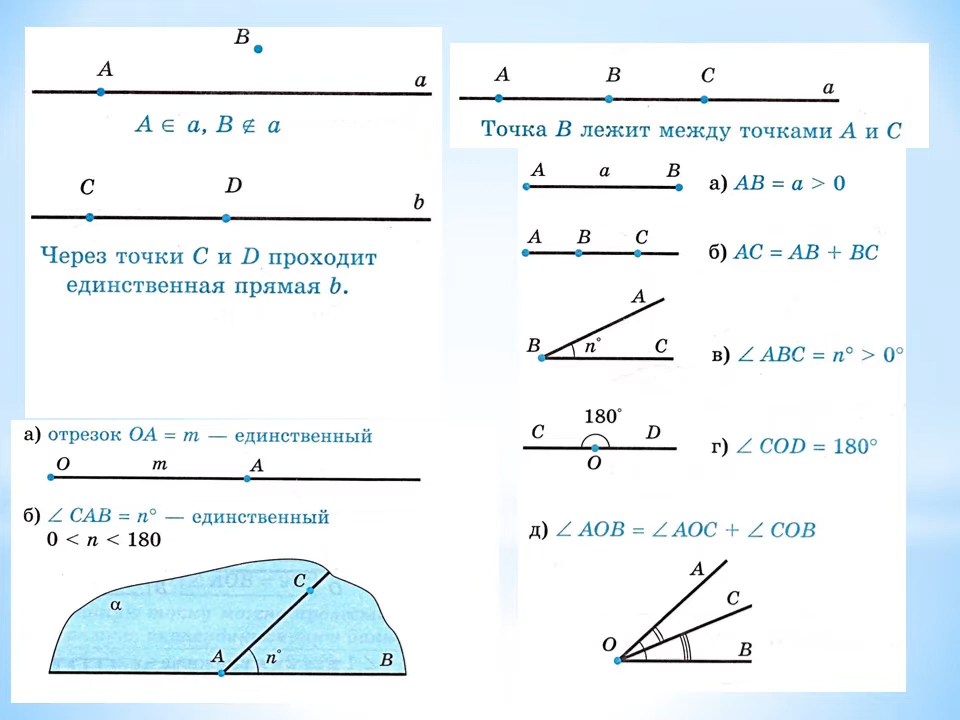 B
A
a
A ∈ a, B ∉ a
C
D
b
Через точки C и D проходит
единственная прямая b.
A
B
C
a
Точка B лежит между точками A и C
A
a
B
а) AB = a > 0
A
B
C
б) AC = AB + BC
A
B
n°
C
в) ∠ ABC = n° > 0°
180°
C
D
O
г) ∠ COD = 180°
д) ∠ AOB = ∠ AOC + ∠ COB
A
C
O
B
а) отрезок OA = m — единственный
O
m
A
б) ∠ CAB = n° — единственный
0 < n < 180
C
α
A
n°
B